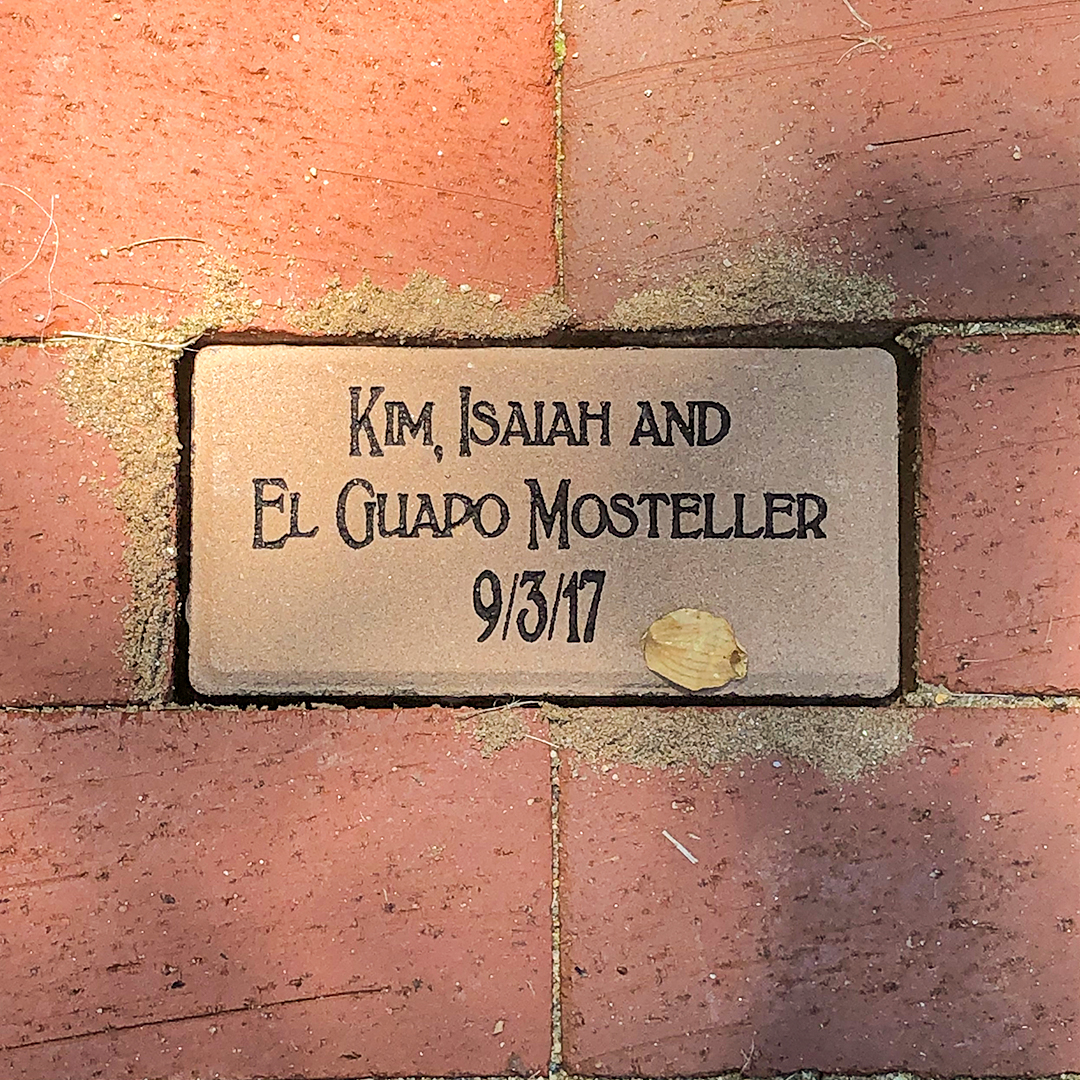 Kim, Isaiah and
El Guapo Mosteller
9/3/17